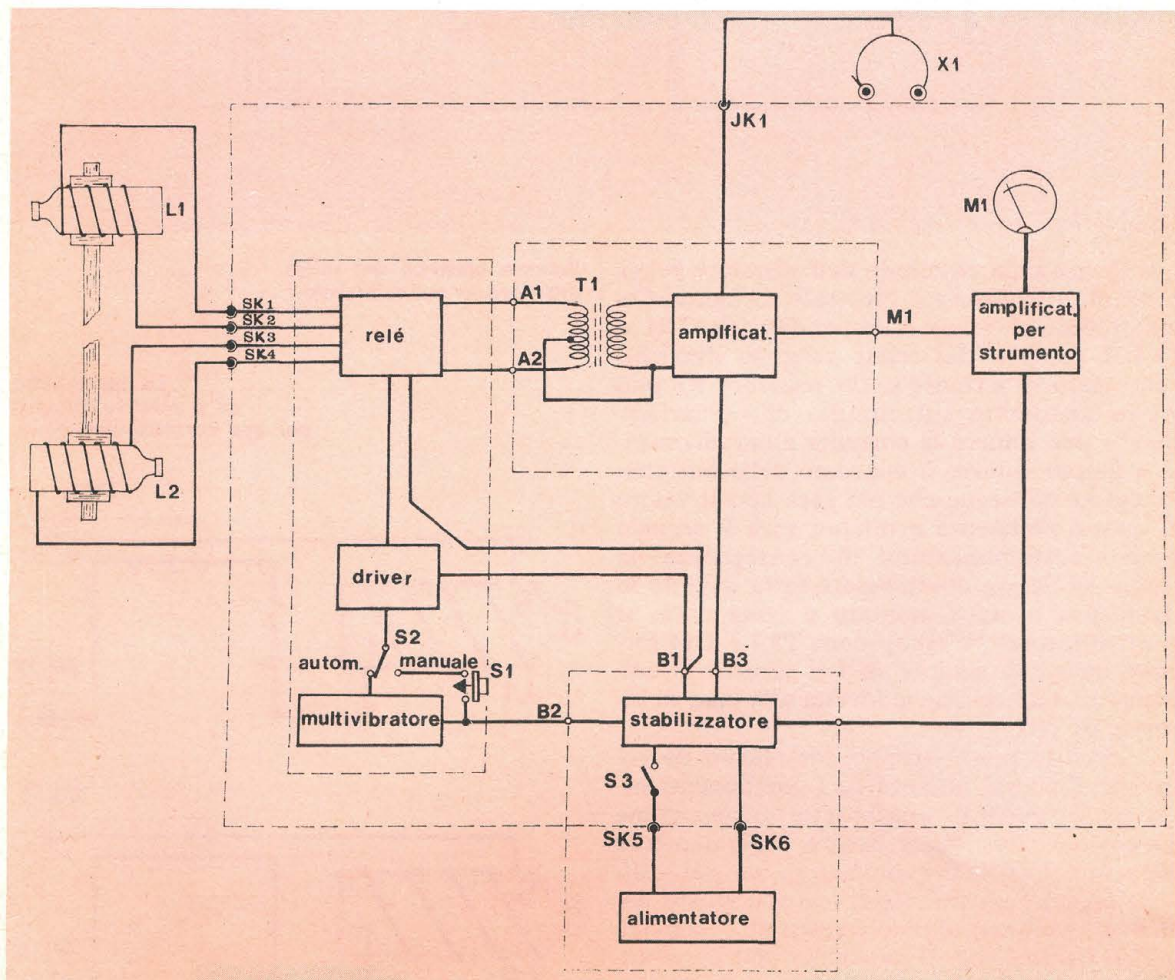 X1
JK1
M1
L1
SK1
SK2
SK3
SK4
relé
A1
A2
T1
amplficat.
M1
amplificat.
per
strumento
L2
driver
S2
autom.
manuale
S1
multivibratore
B1
B3
B2
stabilizzatore
S3
SK5
SK6
alimentatore